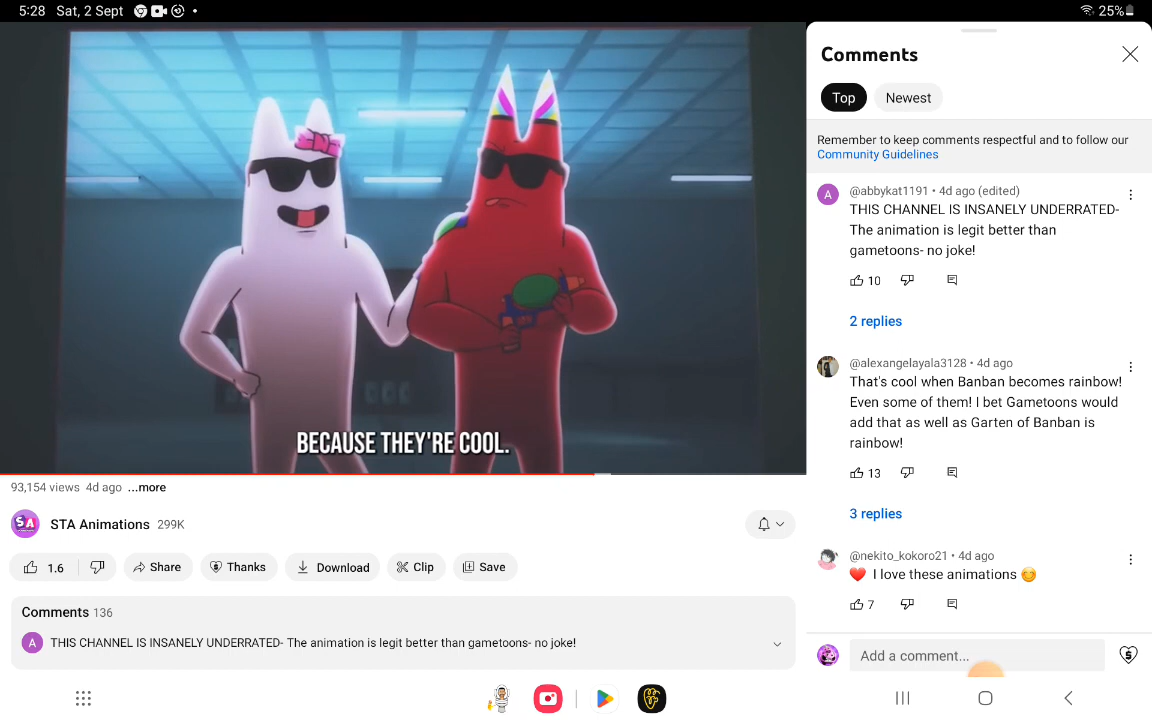 5:28 Sat, 2 Sept
25%
BECAUSE THEY'RE COOL.
93,154 views 4d ago ...more
SA
STA Animations 299K
1.6
Share
Thanks
Download
Clip
Save
Comments 136
A
THIS CHANNEL IS INSANELY UNDERRATED- The animation is legit better than gametoons- no joke!
Comments
Top
Newest
Remember to keep comments respectful and to follow our
Community Guidelines
A
@abbykat1191 • 4d ago (edited)
THIS CHANNEL IS INSANELY UNDERRATED-
The animation is legit better than
gametoons- no joke!
10
2 replies
@alexangelayala3128 • 4d ago
That's cool when Banban becomes rainbow!
Even some of them! I bet Gametoons would
add that as well as Garten of Banban is
rainbow!
13
3 replies
@nekito_kokoro21 • 4d ago
❤️ I love these animations 😊
7
Add a comment...